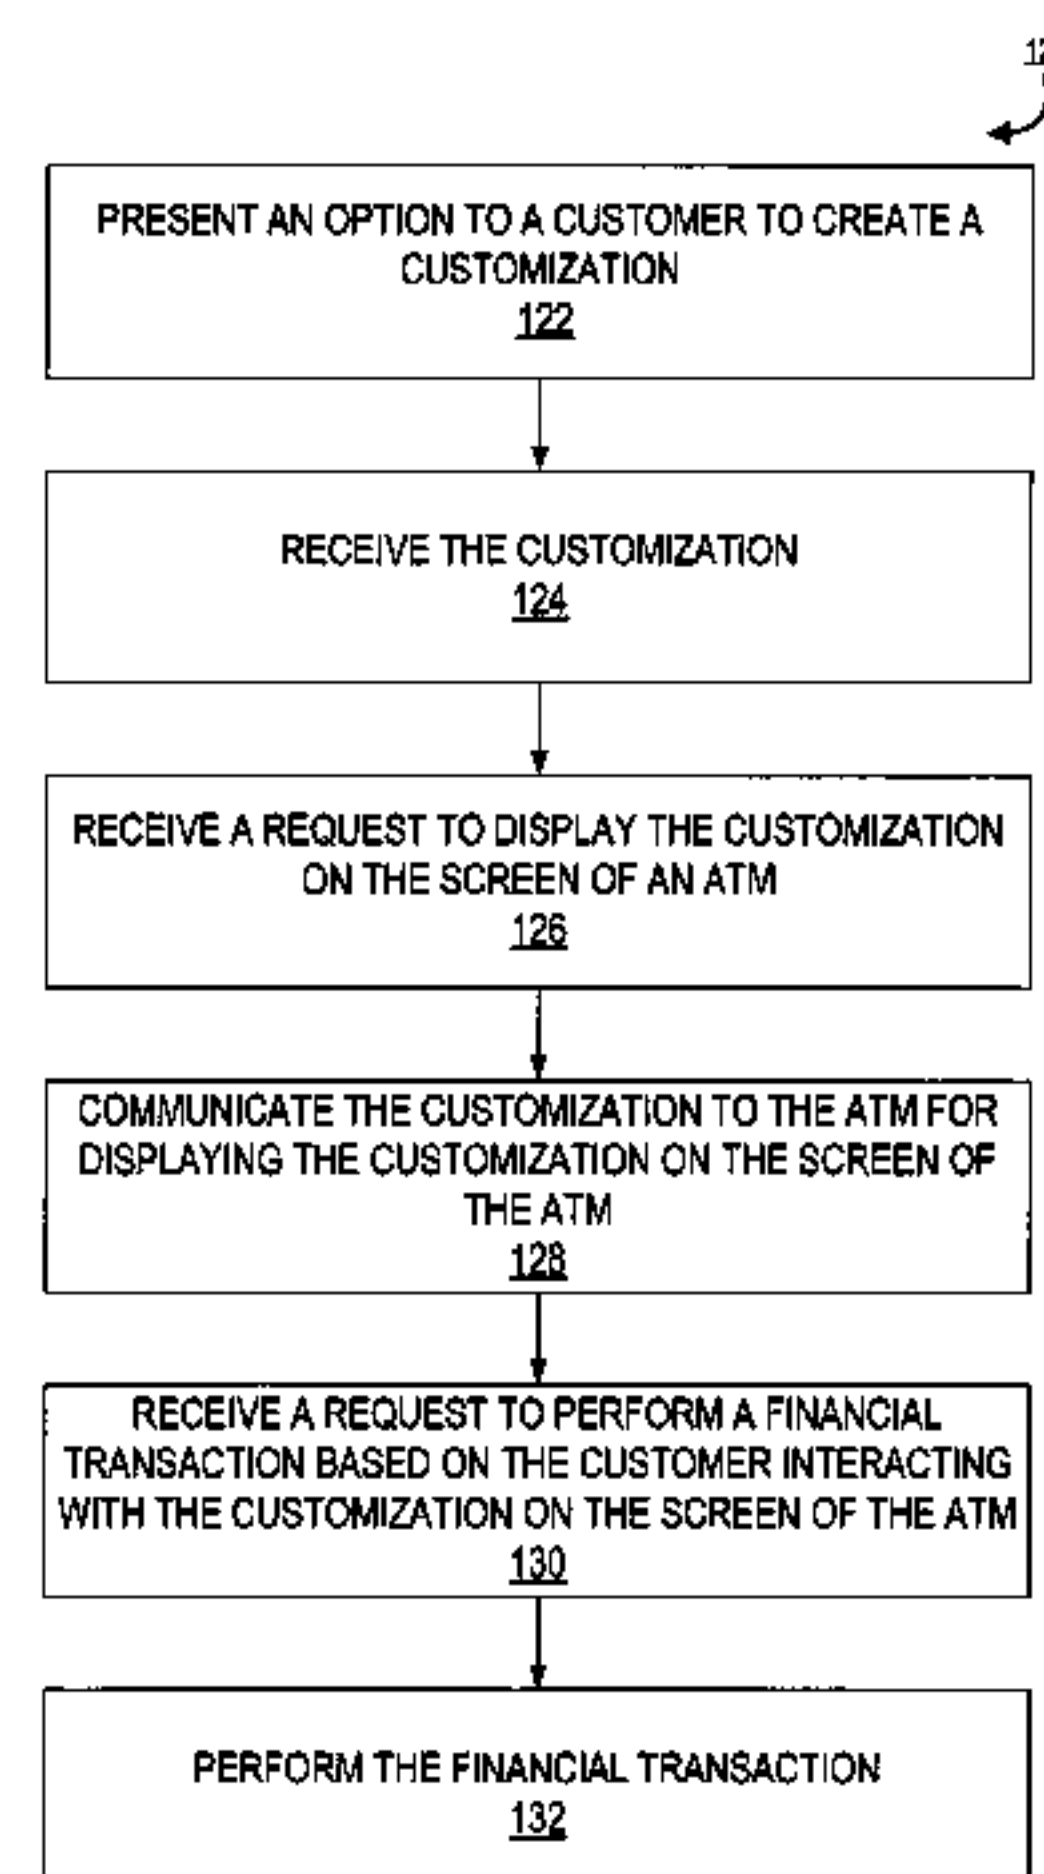 PRESENT AN OPTION TO A CUSTOMER TO CREATE A
CUSTOMIZATION
122
RECEIVE THE CUSTOMIZATION
124
RECEIVE A REQUEST TO DISPLAY THE CUSTOMIZATION
ON THE SCREEN OF AN ATM
126
COMMUNICATE THE CUSTOMIZATION TO THE ATM FOR
DISPLAYING THE CUSTOMIZATION ON THE SCREEN OF
THE ATM
128
RECEIVE A REQUEST TO PERFORM A FINANCIAL
TRANSACTION BASED ON THE CUSTOMER INTERACTING
WITH THE CUSTOMIZATION ON THE SCREEN OF THE ATM
130
PERFORM THE FINANCIAL TRANSACTION
132